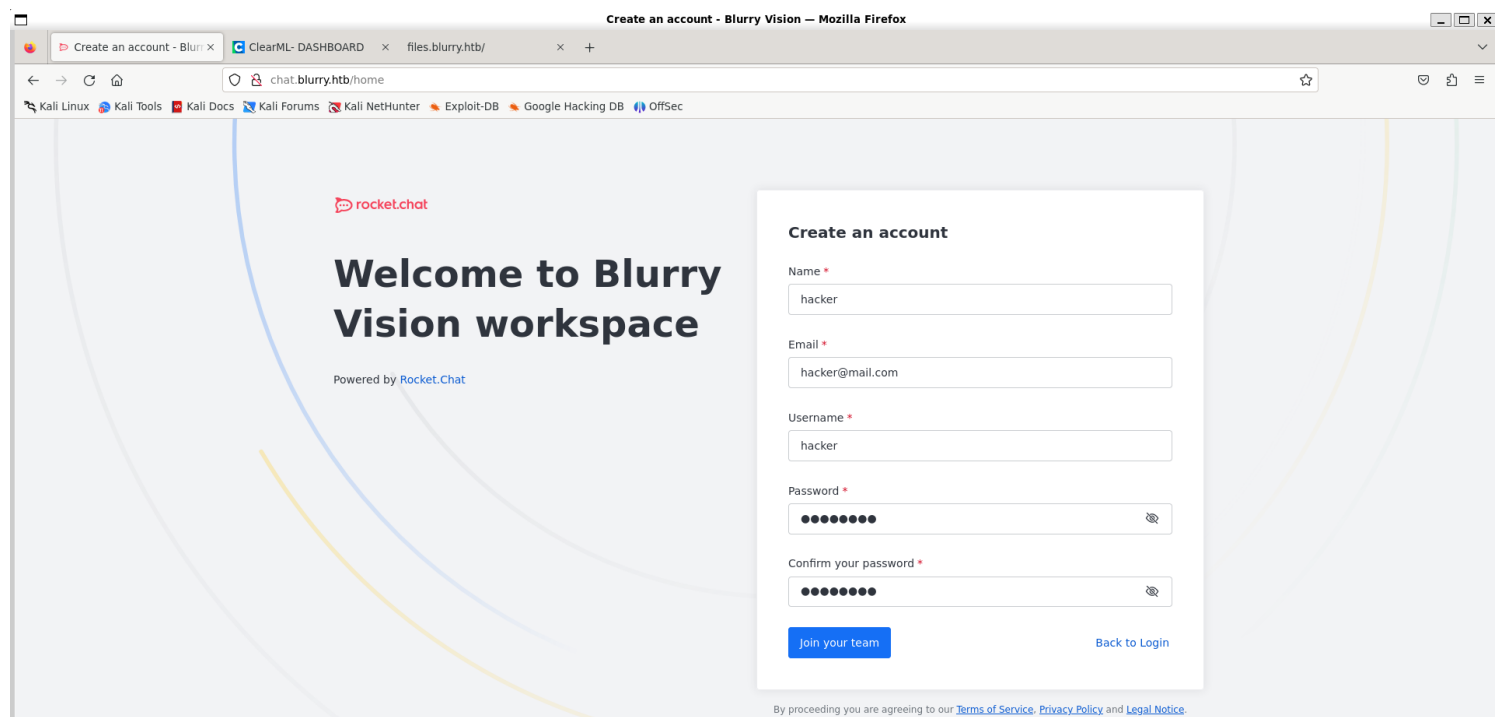 Create an account - Blurry Vision — Mozilla Firefox
Create an account - Blurr
ClearML- DASHBOARD
files.blurry.htb/
chat.blurry.htb/home
Kali Linux Kali Tools Kali Docs Kali Forums Kali NetHunter Exploit-DB Google Hacking DB OffSec
rocket.chat
Welcome to Blurry
Vision workspace
Powered by Rocket.Chat
Create an account
Name *
hacker
Email *
hacker@mail.com
Username *
hacker
Password *
●●●●●●●●
Confirm your password *
●●●●●●●●
Join your team
Back to Login
By proceeding you are agreeing to our Terms of Service, Privacy Policy and Legal Notice.